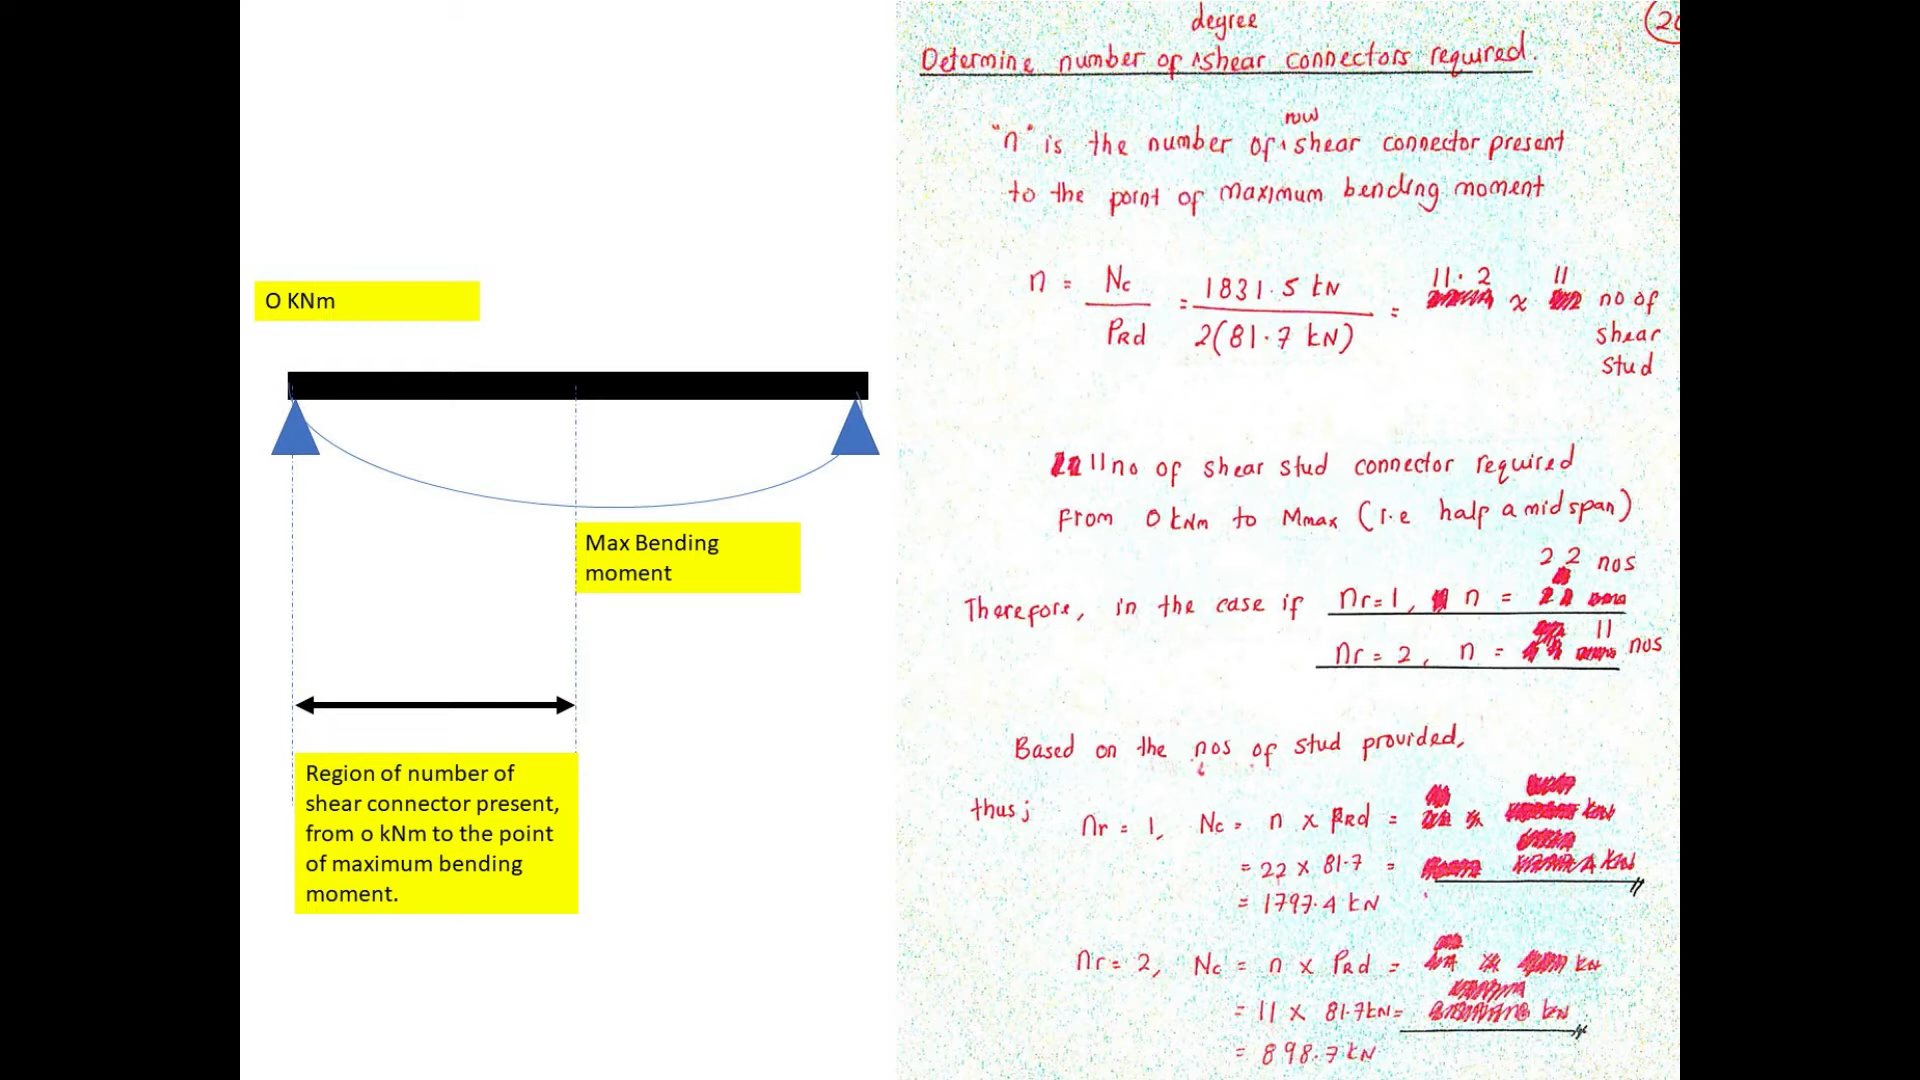 O KNm
Max Bending
moment
Region of number of
shear connector present,
from o kNm to the point
of maximum bending
moment.
degree
Determine number of ^ shear connectors required.
row
"n" is the number of ^ shear connector present
to the point of maximum bending moment
n = Nc / PRd = 1831.5 kN / 2(81.7 kN) = 11.2 ≈ 11 no of
shear
stud
11 no of shear stud connector required
from 0 kNm to Mmax (i.e half a midspan)
22 nos
Therefore, in the case if nr=1, n =
11
nr = 2, n = nos
Based on the nos of stud provided,
thus;
nr = 1, Nc = n x PRd = kN
= 22 x 81.7 = kN
= 1797.4 kN
nr = 2, Nc = n x PRd = kN
= 11 x 81.7kN = kN
= 898.7 kN